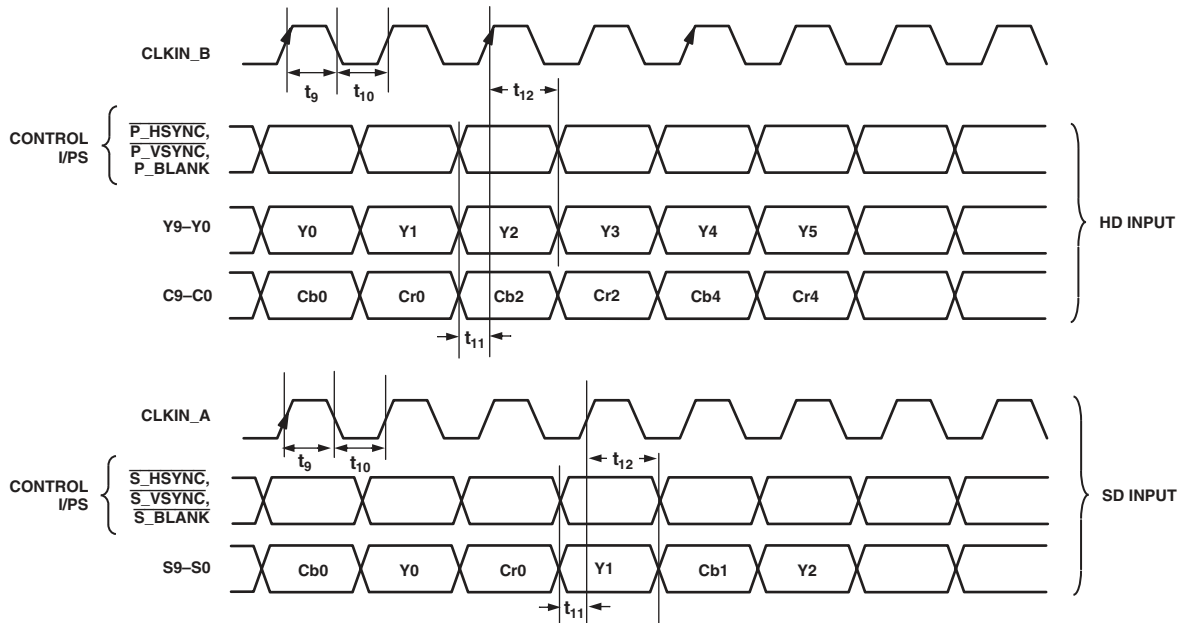 CLKIN_B
t9 t10 t12
CONTROL I/PS
P_HSYNC,
P_VSYNC,
P_BLANK
Y9–Y0 Y0 Y1 Y2 Y3 Y4 Y5
HD INPUT
C9–C0 Cb0 Cr0 Cb2 Cr2 Cb4 Cr4
t11
CLKIN_A
t9 t10 t12
CONTROL I/PS
S_HSYNC,
S_VSYNC,
S_BLANK
SD INPUT
S9–S0 Cb0 Y0 Cr0 Y1 Cb1 Y2
t11